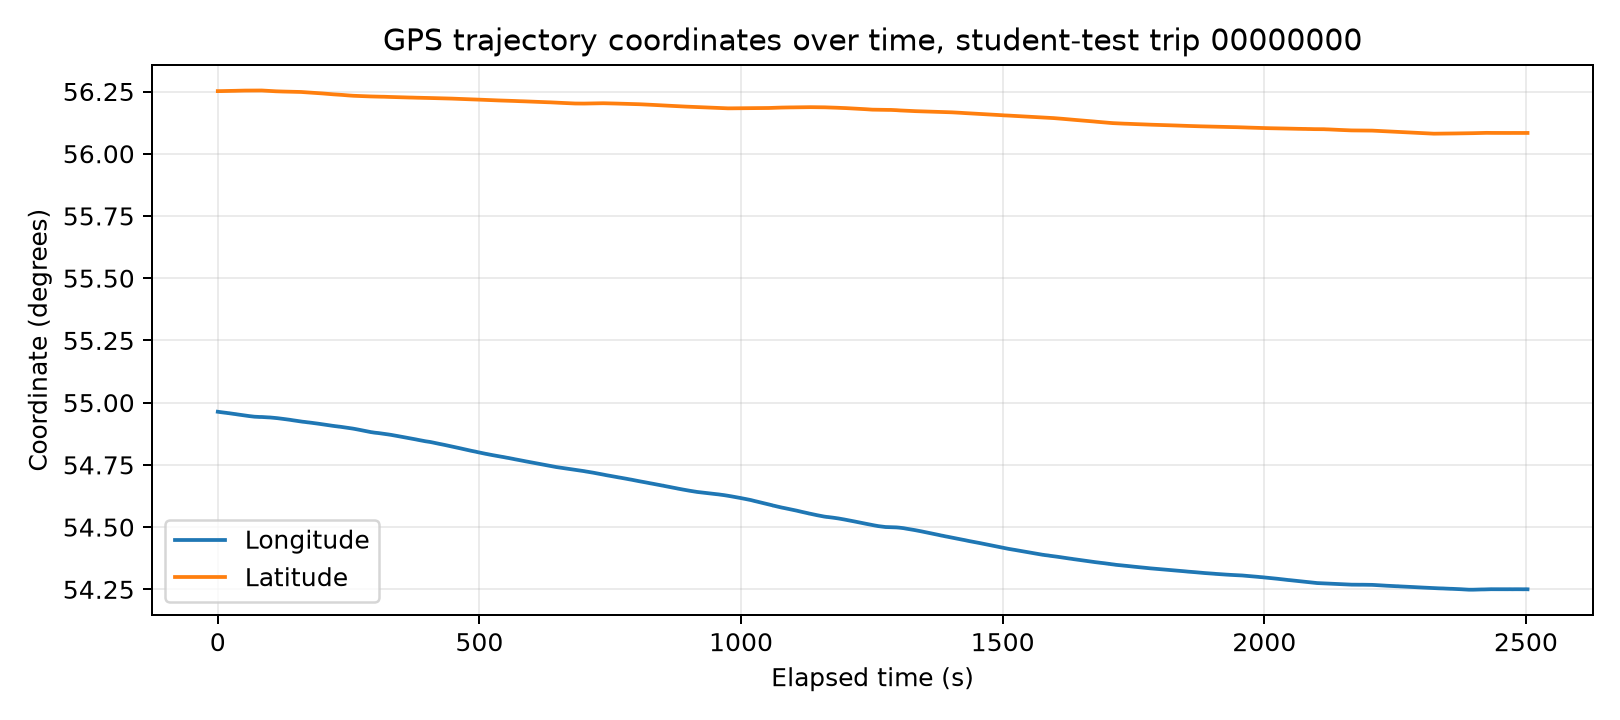 GPS trajectory coordinates over time, student-test trip 00000000
Coordinate (degrees)
56.25
56.00
55.75
55.50
55.25
55.00
54.75
54.50
54.25
Longitude
Latitude
0 500 1000 1500 2000 2500
Elapsed time (s)